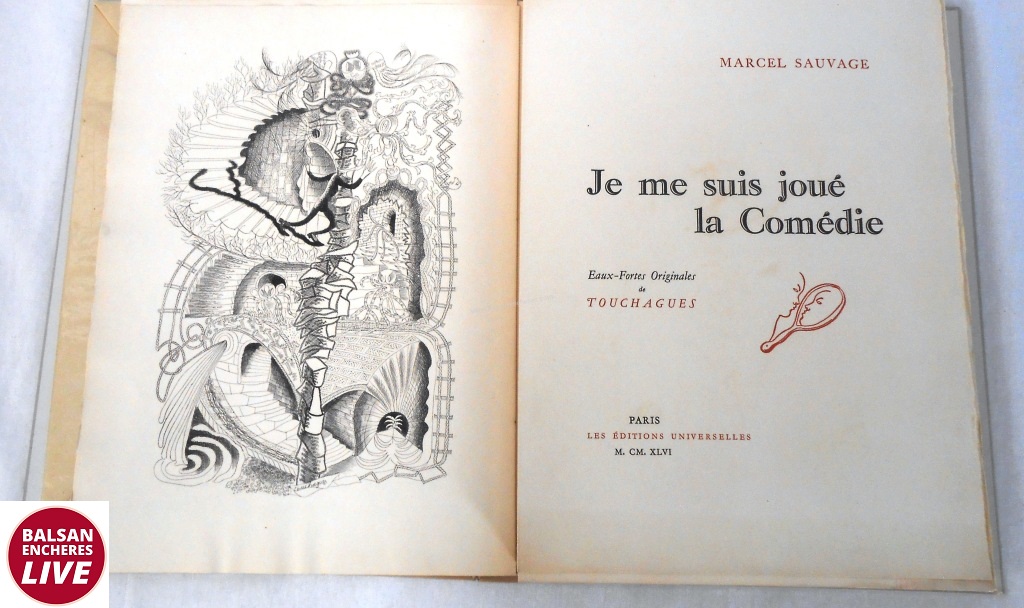 MARCEL SAUVAGE
Je me suis joué
la Comédie
Eaux-Fortes Originales
de
TOUCHAGUES
PARIS
LES ÉDITIONS UNIVERSELLES
M. CM. XLVI
BALSAN
ENCHERES
LIVE